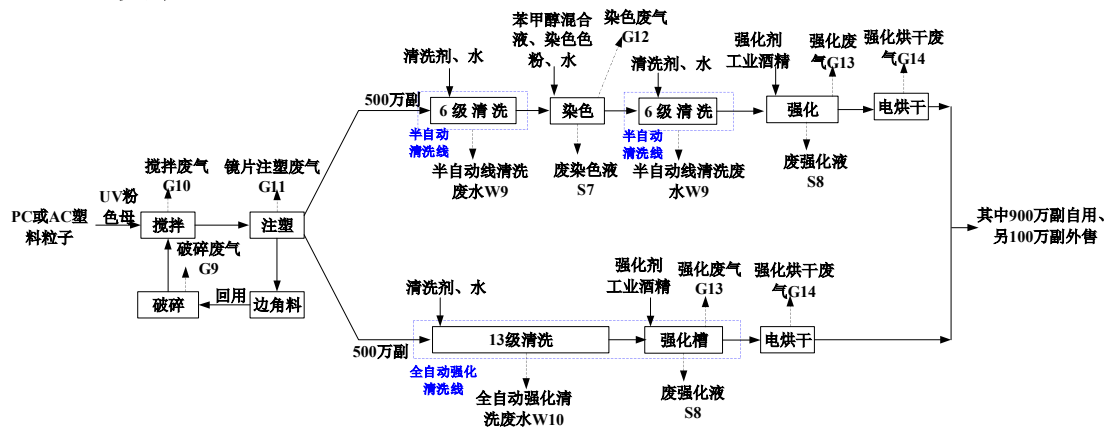 苯甲醇混合
液、染色色
粉、水
染色废气
G12
清洗剂、水
清洗剂、水
强化剂
工业酒精
强化废
气G13
强化烘干废
气G14
500万副
6 级 清 洗
染色
6 级 清 洗
强化
电烘干
半自动
清洗线
半自动
清洗线
半自动线清洗
废水W9
废染色液
S7
半自动线清洗废
水W9
废强化液
S8
搅拌废气
G10
镜片注塑废气
G11
UV粉
色母
PC或AC塑
料粒子
搅拌
注塑
破碎废气
G9
破碎
回用
边角料
其中900万副自用、
另100万副外售
清洗剂、水
强化剂
工业酒精
强化废气
G13
强化烘干废
气G14
500万副
13级清洗
强化槽
电烘干
全自动强化
清洗线
全自动强化清
洗废水W10
废强化液
S8